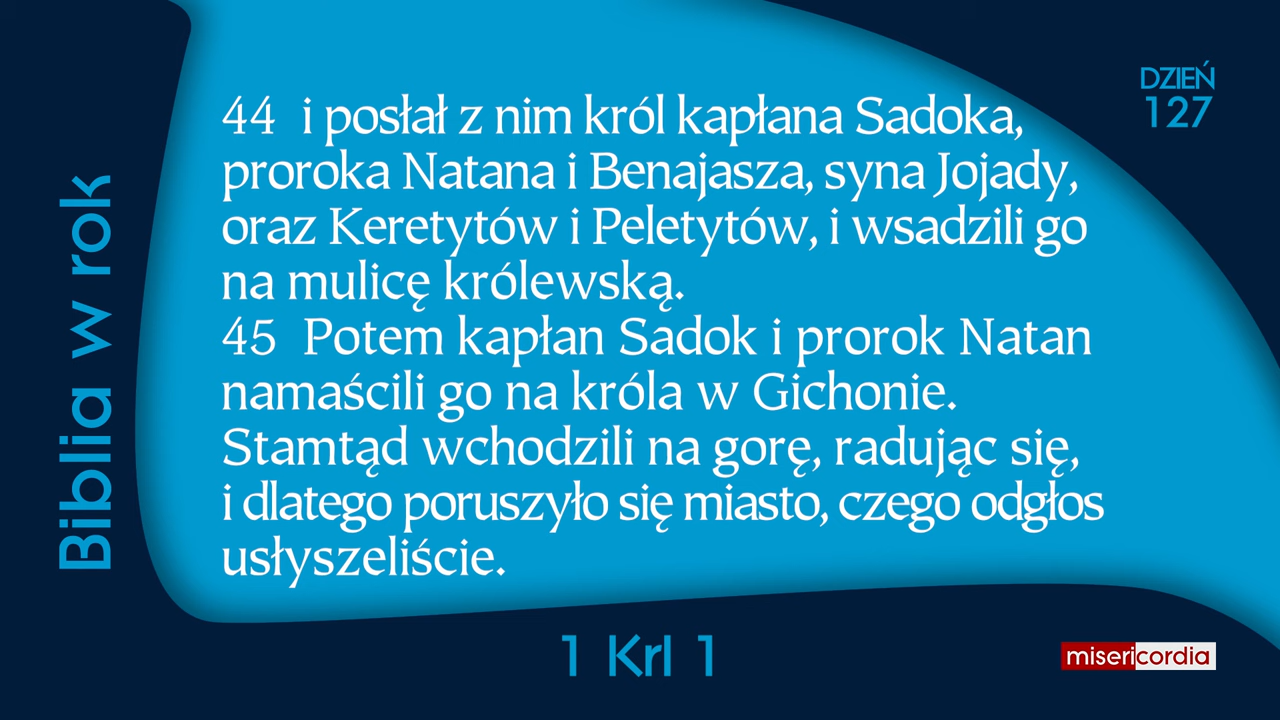 DZIEŃ
127
44 i posłał z nim król kapłana Sadoka,
proroka Natana i Benajasza, syna Jojady,
oraz Keretytów i Peletytów, i wsadzili go
na mulicę królewską.
45 Potem kapłan Sadok i prorok Natan
namaścili go na króla w Gichonie.
Stamtąd wchodzili na gorę, radując się,
i dlatego poruszyło się miasto, czego odgłos
usłyszeliście.
Biblia w rok
1 Krl 1
misericordia